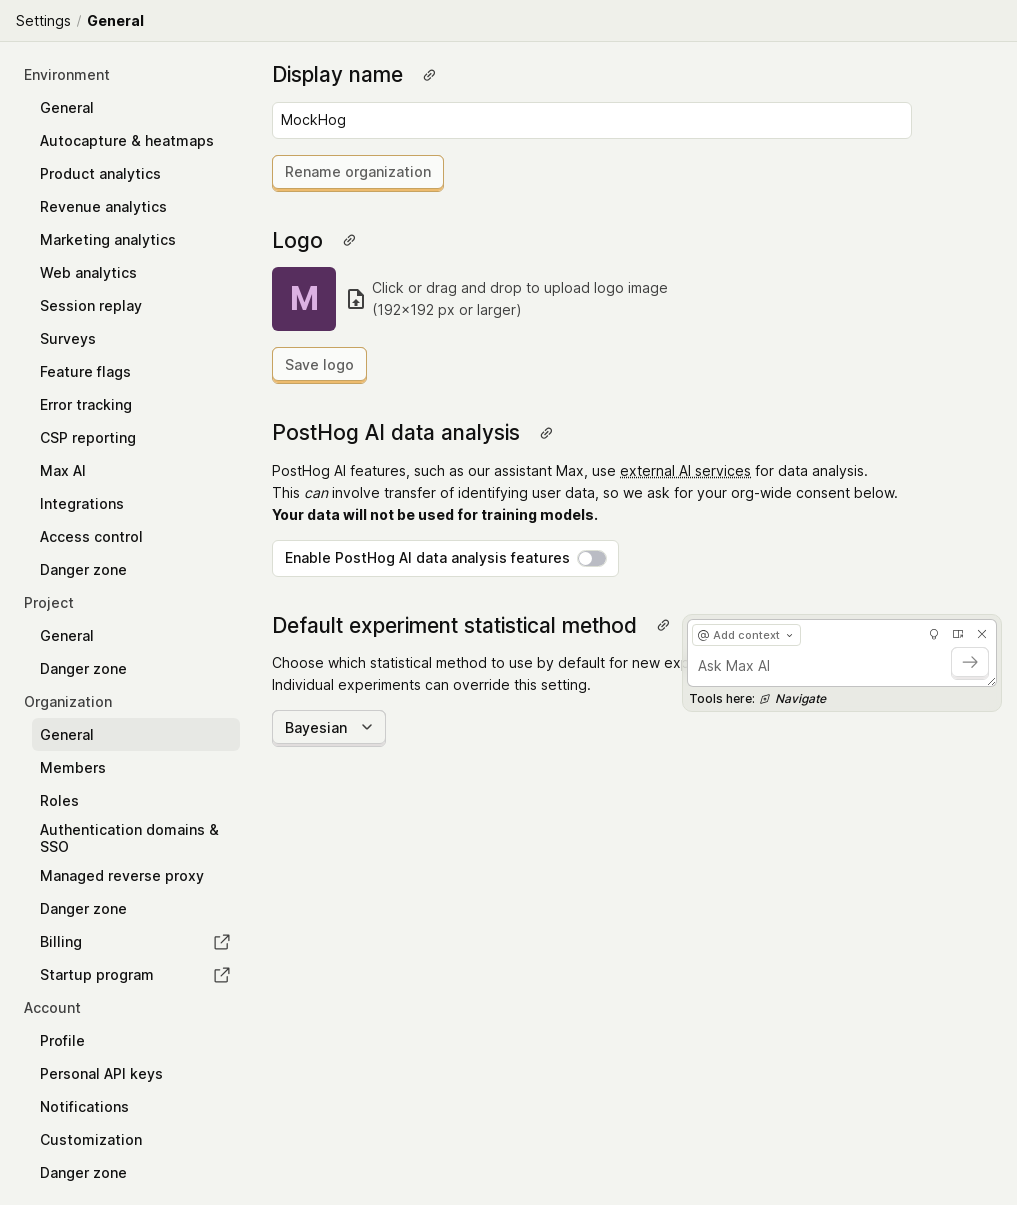 Settings / General
Environment
General
Autocapture & heatmaps
Product analytics
Revenue analytics
Marketing analytics
Web analytics
Session replay
Surveys
Feature flags
Error tracking
CSP reporting
Max AI
Integrations
Access control
Danger zone
Project
General
Danger zone
Organization
General
Members
Roles
Authentication domains &
SSO
Managed reverse proxy
Danger zone
Billing
Startup program
Account
Profile
Personal API keys
Notifications
Customization
Danger zone
Display name
MockHog
Rename organization
Logo
M
Click or drag and drop to upload logo image
(192×192 px or larger)
Save logo
PostHog AI data analysis
PostHog AI features, such as our assistant Max, use external AI services for data analysis.
This can involve transfer of identifying user data, so we ask for your org-wide consent below.
Your data will not be used for training models.
Enable PostHog AI data analysis features
Default experiment statistical method
Choose which statistical method to use by default for new
Individual experiments can override this setting.
Bayesian
@ Add context
Ask Max AI
Tools here: Navigate